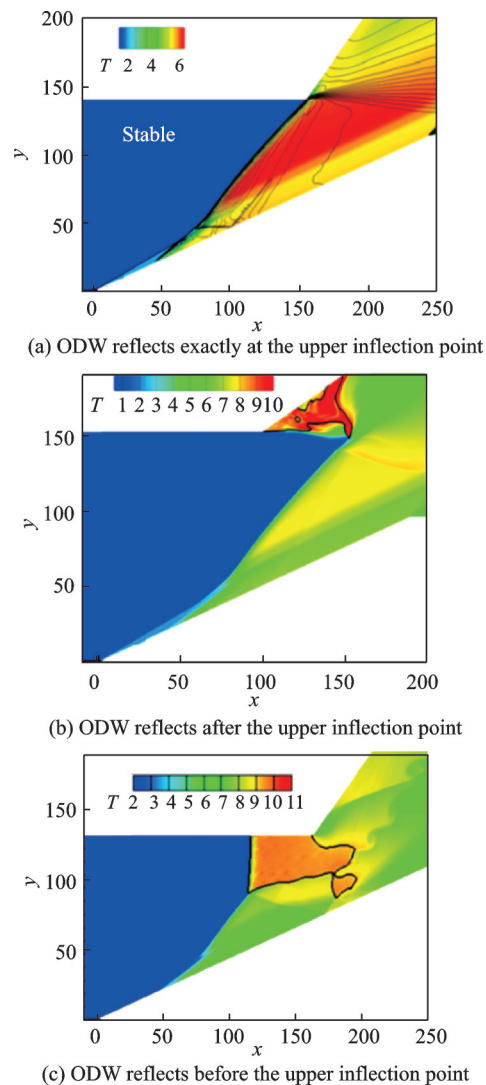 200
T 2 4 6
150
Stable
y
100
50
0 50 100 150 200 250
x
(a) ODW reflects exactly at the upper inflection point
T 1 2 3 4 5 6 7 8 9 10
150
y
100
50
0 50 100 150 200
x
(b) ODW reflects after the upper inflection point
T 2 3 4 5 6 7 8 9 10 11
150
y
100
50
0
0 50 100 150 200 250
x
(c) ODW reflects before the upper inflection point